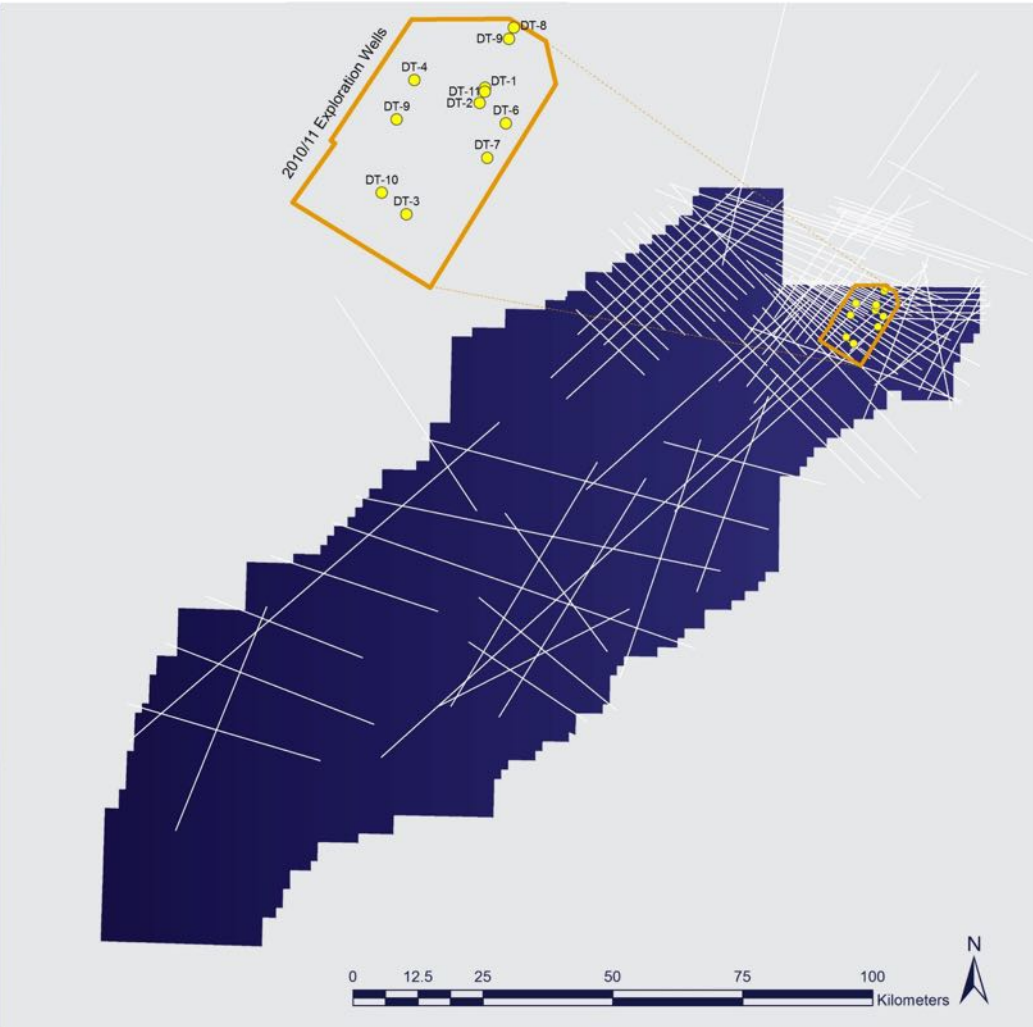 DT-8
DT-9
DT-4
DT-1
DT-11
DT-2
DT-9
DT-6
DT-7
DT-10
DT-3
2010/11 Exploration Wells
N
0 12.5 25 50 75 100
Kilometers